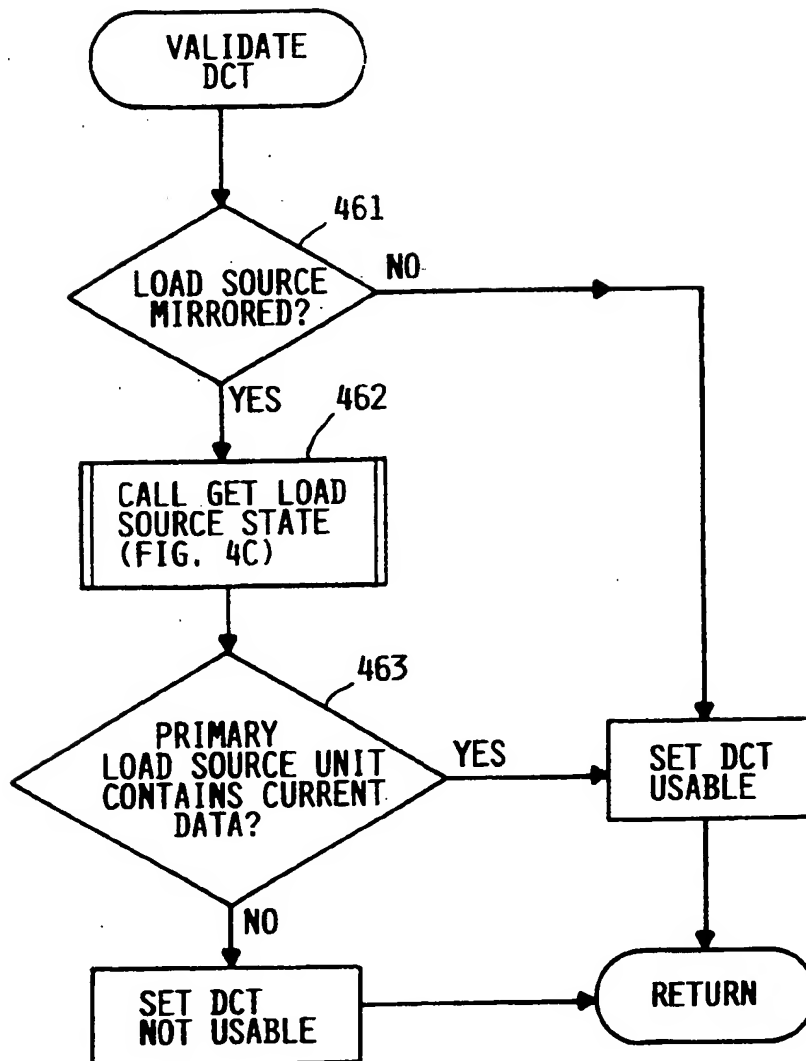 VALIDATE
DCT
461
LOAD SOURCE
MIRRORED?
NO
YES
462
CALL GET LOAD
SOURCE STATE
(FIG. 4C)
463
PRIMARY
LOAD SOURCE UNIT
CONTAINS CURRENT
DATA?
YES
SET DCT
USABLE
NO
SET DCT
NOT USABLE
RETURN